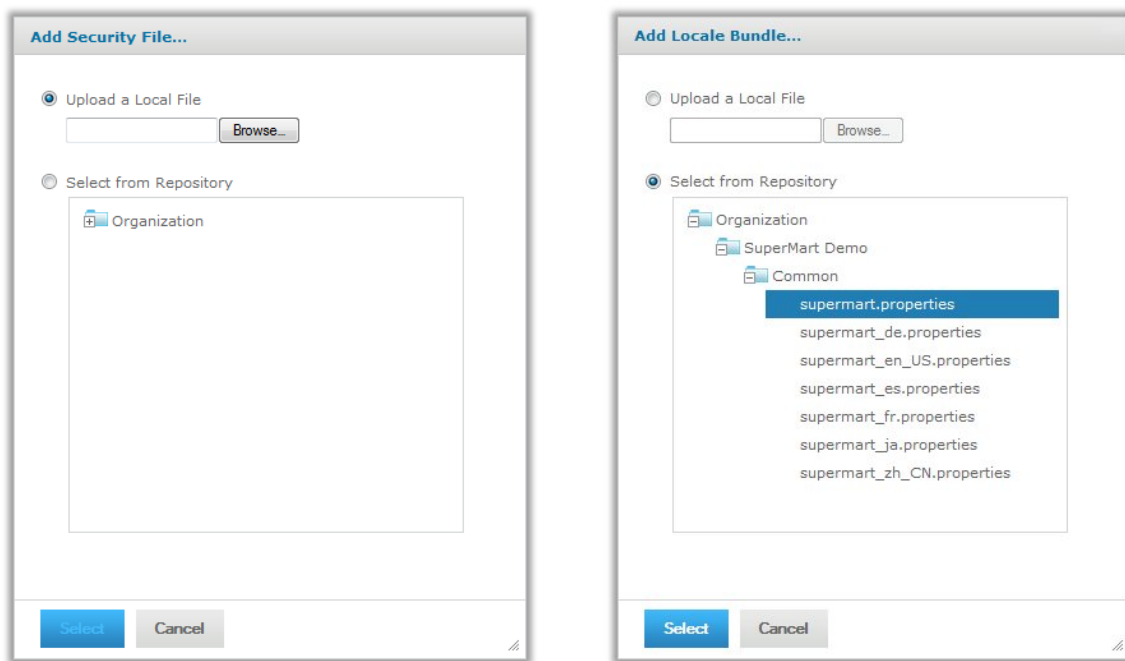 Add Security File...
Upload a Local File
Browse...
Select from Repository
Organization
Select
Cancel
Add Locale Bundle...
Upload a Local File
Browse...
Select from Repository
Organization
SuperMart Demo
Common
supermart.properties
supermart_de.properties
supermart_en_US.properties
supermart_es.properties
supermart_fr.properties
supermart_ja.properties
supermart_zh_CN.properties
Select
Cancel